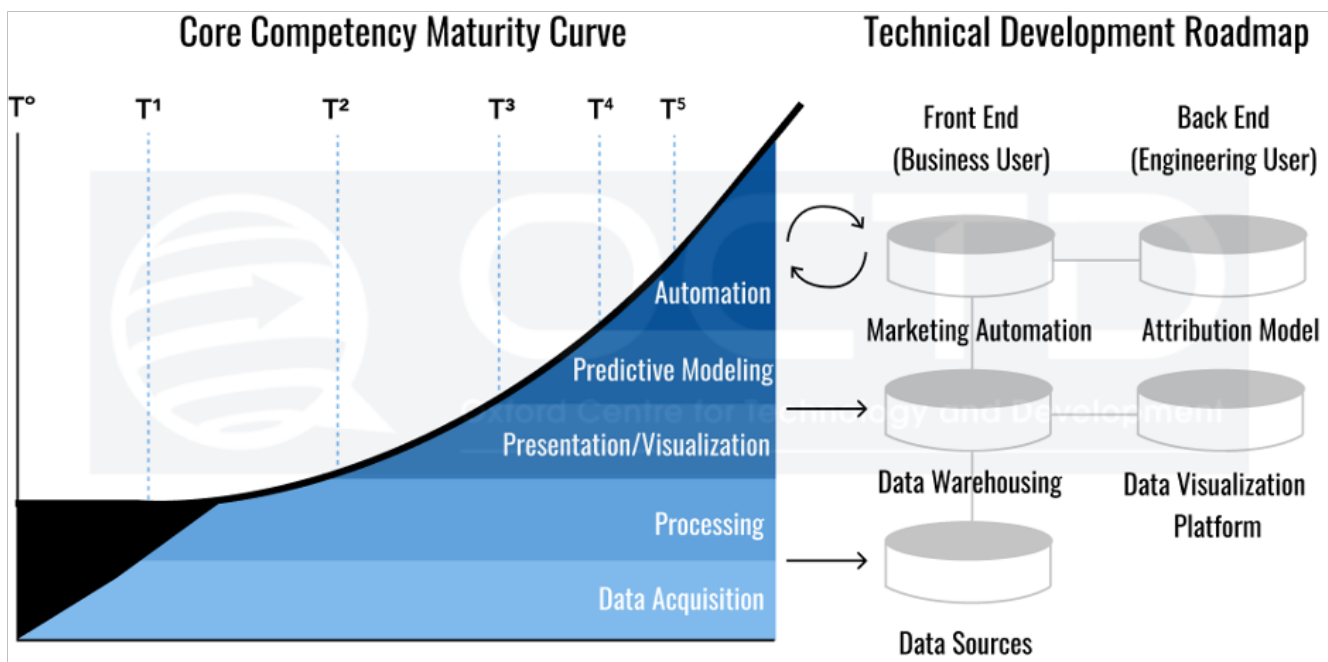 Core Competency Maturity Curve
Technical Development Roadmap
T⁰
T¹
T²
T³
T⁴
T⁵
Front End
(Business User)
Back End
(Engineering User)
OCTD
Oxford Centre for Technology and Development
Automation
Predictive Modeling
Presentation/Visualization
Processing
Data Acquisition
Marketing Automation
Attribution Model
Data Warehousing
Data Visualization
Platform
Data Sources